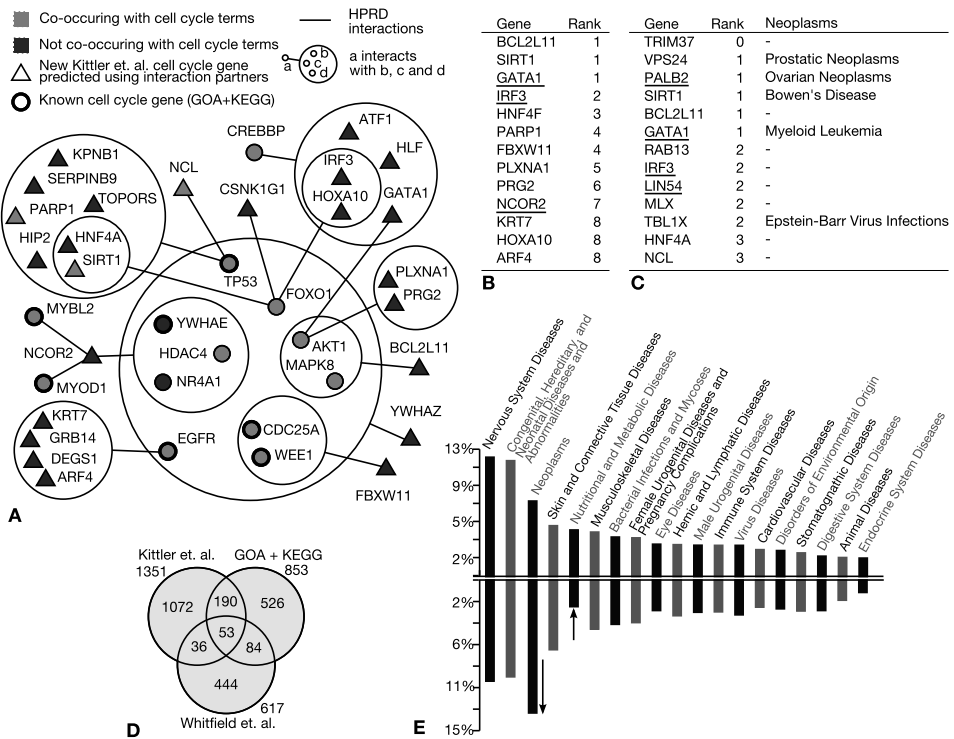 Co-occuring with cell cycle terms
Not co-occuring with cell cycle terms
New Kittler et. al. cell cycle gene
predicted using interaction partners
Known cell cycle gene (GOA+KEGG)
HPRD
interactions
a
b
c
d
a interacts
with b, c and d
KPNB1
SERPINB9
TOPORS
PARP1
HIP2
HNF4A
SIRT1
NCL
CREBBP
CSNK1G1
ATF1
IRF3
HLF
HOXA10
GATA1
TP53
FOXO1
PLXNA1
PRG2
MYBL2
NCOR2
MYOD1
YWHAE
HDAC4
NR4A1
AKT1
MAPK8
BCL2L11
YWHAZ
KRT7
GRB14
DEGS1
ARF4
EGFR
CDC25A
WEE1
FBXW11
A
Gene Rank
BCL2L11 1
SIRT1 1
GATA1 1
IRF3 2
HNF4F 3
PARP1 4
FBXW11 4
PLXNA1 5
PRG2 6
NCOR2 7
KRT7 8
HOXA10 8
ARF4 8
B
Gene Rank Neoplasms
TRIM37 0 -
VPS24 1 Prostatic Neoplasms
PALB2 1 Ovarian Neoplasms
SIRT1 1 Bowen's Disease
BCL2L11 1 -
GATA1 1 Myeloid Leukemia
RAB13 2 -
IRF3 2 -
LIN54 2 -
MLX 2 -
TBL1X 2 Epstein-Barr Virus Infections
HNF4A 3 -
NCL 3 -
C
Kittler et. al.
1351
GOA + KEGG
853
1072
190
526
53
36
84
444
617
Whitfield et. al.
D
Nervous System Diseases
Congenital, Hereditary, and
Neonatal Diseases and
Abnormalities
Neoplasms
Skin and Connective Tissue Diseases
Nutritional and Metabolic Diseases
Musculoskeletal Diseases
Bacterial Infections and Mycoses
Female Urogenital Diseases and
Pregnancy Complications
Eye Diseases
Hemic and Lymphatic Diseases
Male Urogenital Diseases
Immune System Diseases
Virus Diseases
Cardiovascular Diseases
Disorders of Environmental Origin
Stomatognathic Diseases
Digestive System Diseases
Animal Diseases
Endocrine System Diseases
13%
9%
5%
2%
2%
6%
11%
15%
E